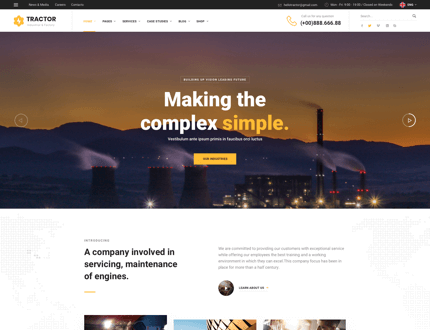 News & Media   Careers   Contacts
hellotractor@gmail.com   Mon - Fri: 9:00 - 19:00 / Closed on Weekends   ENG
TRACTOR
HOME   PAGES   SERVICES   CASE STUDIES   BLOG   SHOP
Call us for any question
(+00)888.666.88
Search...
BUILDING UP VISION LEADING FUTURE
Making the
complex simple.
Vestibulum ante ipsum primis in faucibus orci luctus
OUR INDUSTRIES
INTRODUCING
A company involved in
servicing, maintenance
of engines.
We are committed to providing our customers with exceptional service
while offering our employees the best training and a working
environment in which they can excel.This company focus has been in
place for more than a half century.
LEARN ABOUT US